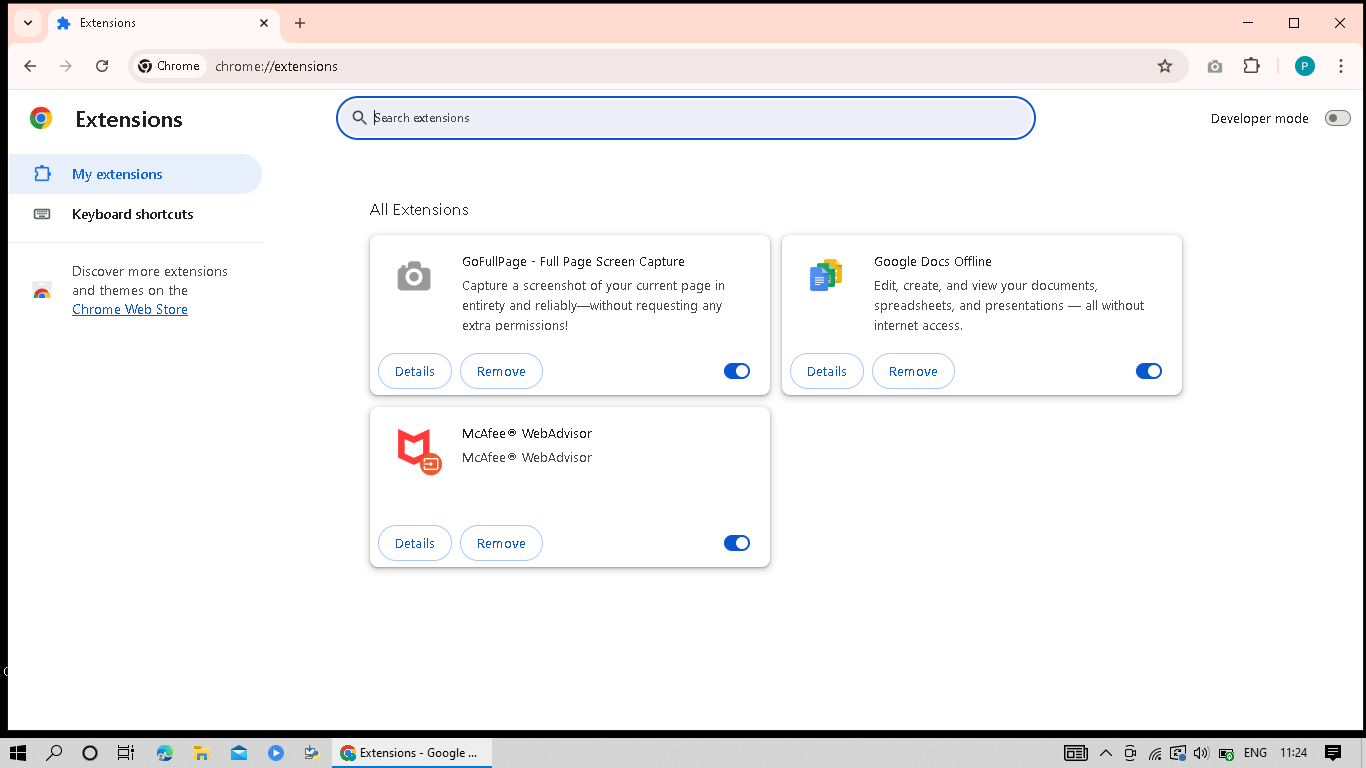 Extensions
Chrome
chrome://extensions
P
Extensions
Search extensions
Developer mode
My extensions
Keyboard shortcuts
Discover more extensions
and themes on the
Chrome Web Store
All Extensions
GoFullPage - Full Page Screen Capture
Capture a screenshot of your current page in
entirety and reliably—without requesting any
extra permissions!
Details
Remove
Google Docs Offline
Edit, create, and view your documents,
spreadsheets, and presentations — all without
internet access.
Details
Remove
McAfee® WebAdvisor
McAfee® WebAdvisor
Details
Remove
Extensions - Google ...
ENG
11:24